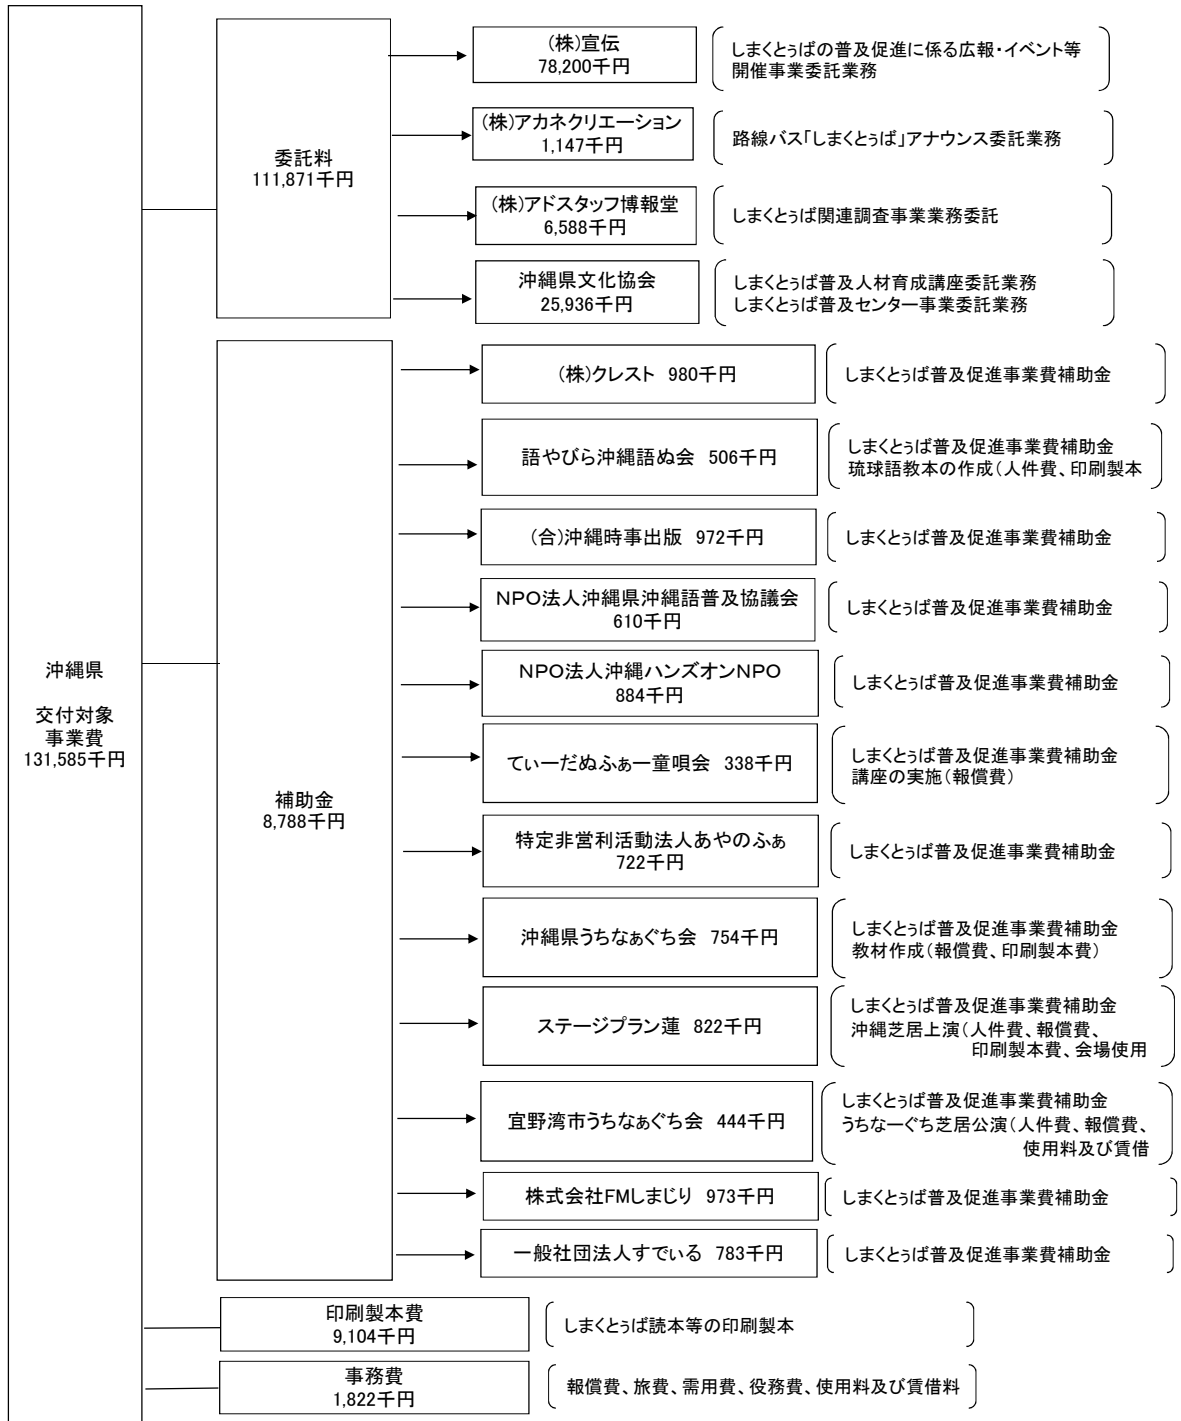 沖縄県
交付対象
事業費
131,585千円
委託料
111,871千円
(株)宣伝
78,200千円
しまくとぅばの普及促進に係る広報・イベント等
開催事業委託業務
(株)アカネクリエーション
1,147千円
路線バス「しまくとぅば」アナウンス委託業務
(株)アドスタッフ博報堂
6,588千円
しまくとぅば関連調査事業業務委託
沖縄県文化協会
25,936千円
しまくとぅば普及人材育成講座委託業務
しまくとぅば普及センター事業委託業務
補助金
8,788千円
(株)クレスト 980千円
しまくとぅば普及促進事業費補助金
語やびら沖縄語ぬ会 506千円
しまくとぅば普及促進事業費補助金
琉球語教本の作成(人件費、印刷製本
(合)沖縄時事出版 972千円
しまくとぅば普及促進事業費補助金
NPO法人沖縄県沖縄語普及協議会
610千円
しまくとぅば普及促進事業費補助金
NPO法人沖縄ハンズオンNPO
884千円
しまくとぅば普及促進事業費補助金
てぃーだぬふぁー童唄会 338千円
しまくとぅば普及促進事業費補助金
講座の実施(報償費)
特定非営利活動法人あやのふぁ
722千円
しまくとぅば普及促進事業費補助金
沖縄県うちなぁぐち会 754千円
しまくとぅば普及促進事業費補助金
教材作成(報償費、印刷製本費)
ステージプラン蓮 822千円
しまくとぅば普及促進事業費補助金
沖縄芝居上演(人件費、報償費、
印刷製本費、会場使用
宜野湾市うちなぁぐち会 444千円
しまくとぅば普及促進事業費補助金
うちなーぐち芝居公演(人件費、報償費、
使用料及び賃借
株式会社FMしまじり 973千円
しまくとぅば普及促進事業費補助金
一般社団法人すでぃる 783千円
しまくとぅば普及促進事業費補助金
印刷製本費
9,104千円
しまくとぅば読本等の印刷製本
事務費
1,822千円
報償費、旅費、需用費、役務費、使用料及び賃借料